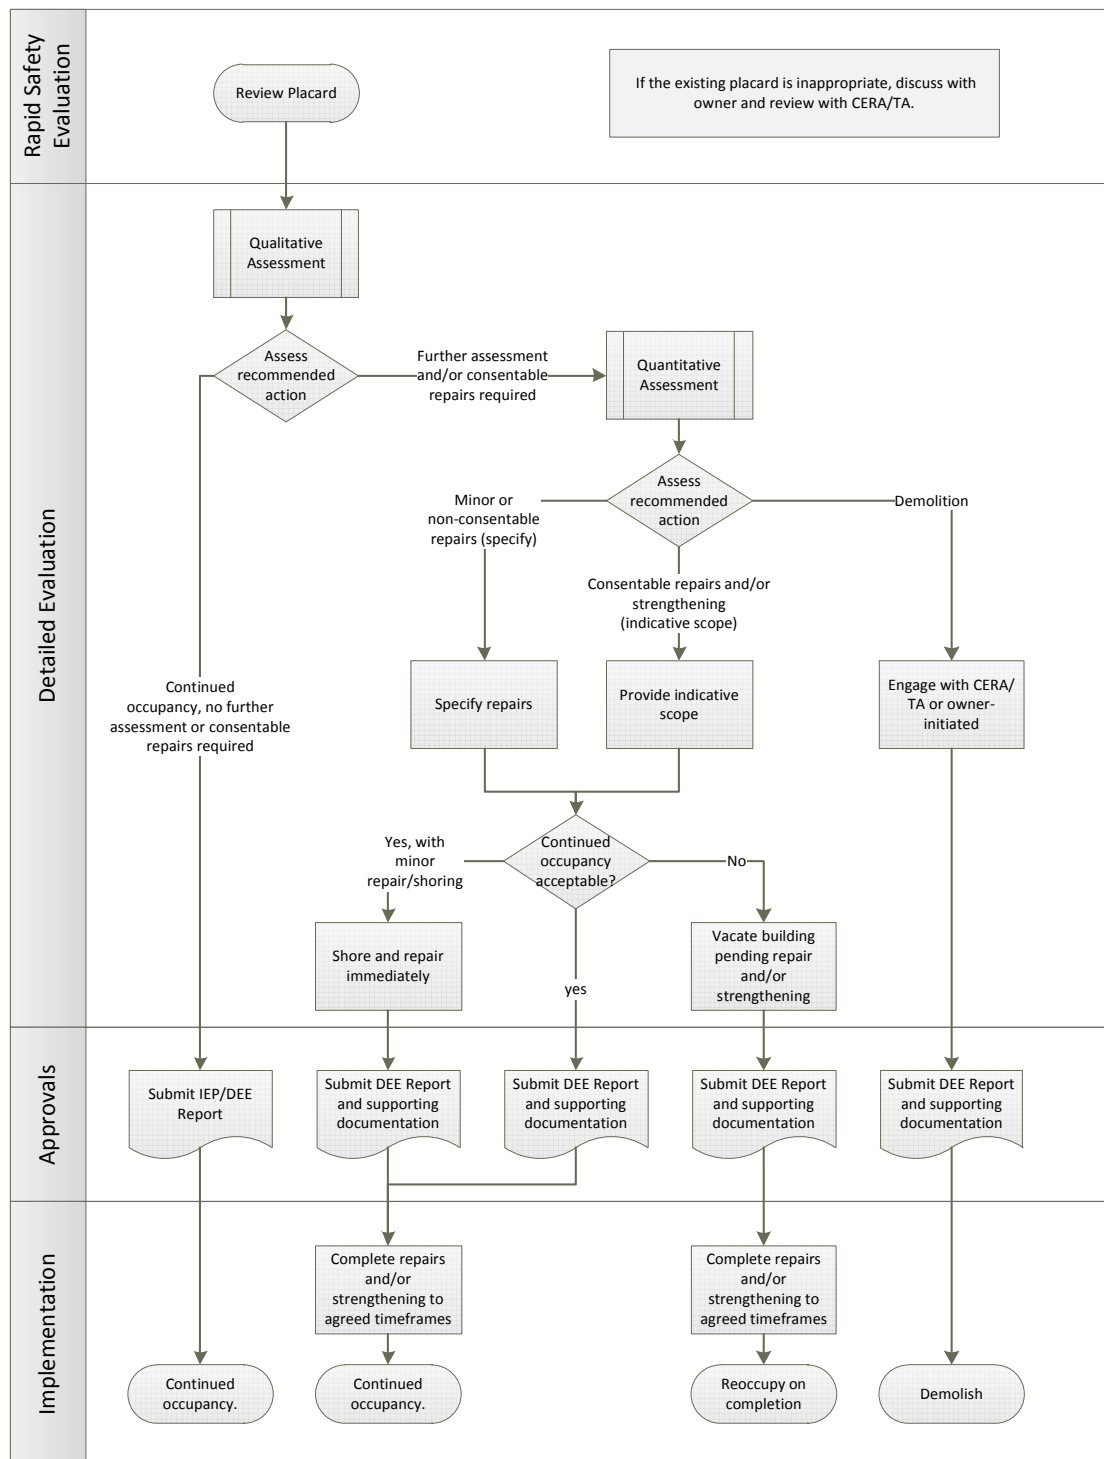 Rapid Safety
Evaluation
Review Placard
If the existing placard is inappropriate, discuss with
owner and review with CERA/TA.
Detailed Evaluation
Qualitative
Assessment
Assess
recommended
action
Further assessment
and/or consentable
repairs required
Quantitative
Assessment
Assess
recommended
action
Minor or
non-consentable
repairs (specify)
Demolition
Consentable repairs and/or
strengthening
(indicative scope)
Continued
occupancy, no further
assessment or consentable
repairs required
Specify repairs
Provide indicative
scope
Engage with CERA/
TA or owner-
initiated
Yes, with
minor
repair/shoring
Continued
occupancy
acceptable?
No
Shore and repair
immediately
yes
Vacate building
pending repair
and/or
strengthening
Approvals
Submit IEP/DEE
Report
Submit DEE Report
and supporting
documentation
Submit DEE Report
and supporting
documentation
Submit DEE Report
and supporting
documentation
Submit DEE Report
and supporting
documentation
Implementation
Complete repairs
and/or
strengthening to
agreed timeframes
Complete repairs
and/or
strengthening to
agreed timeframes
Continued
occupancy.
Continued
occupancy.
Reoccupy on
completion
Demolish